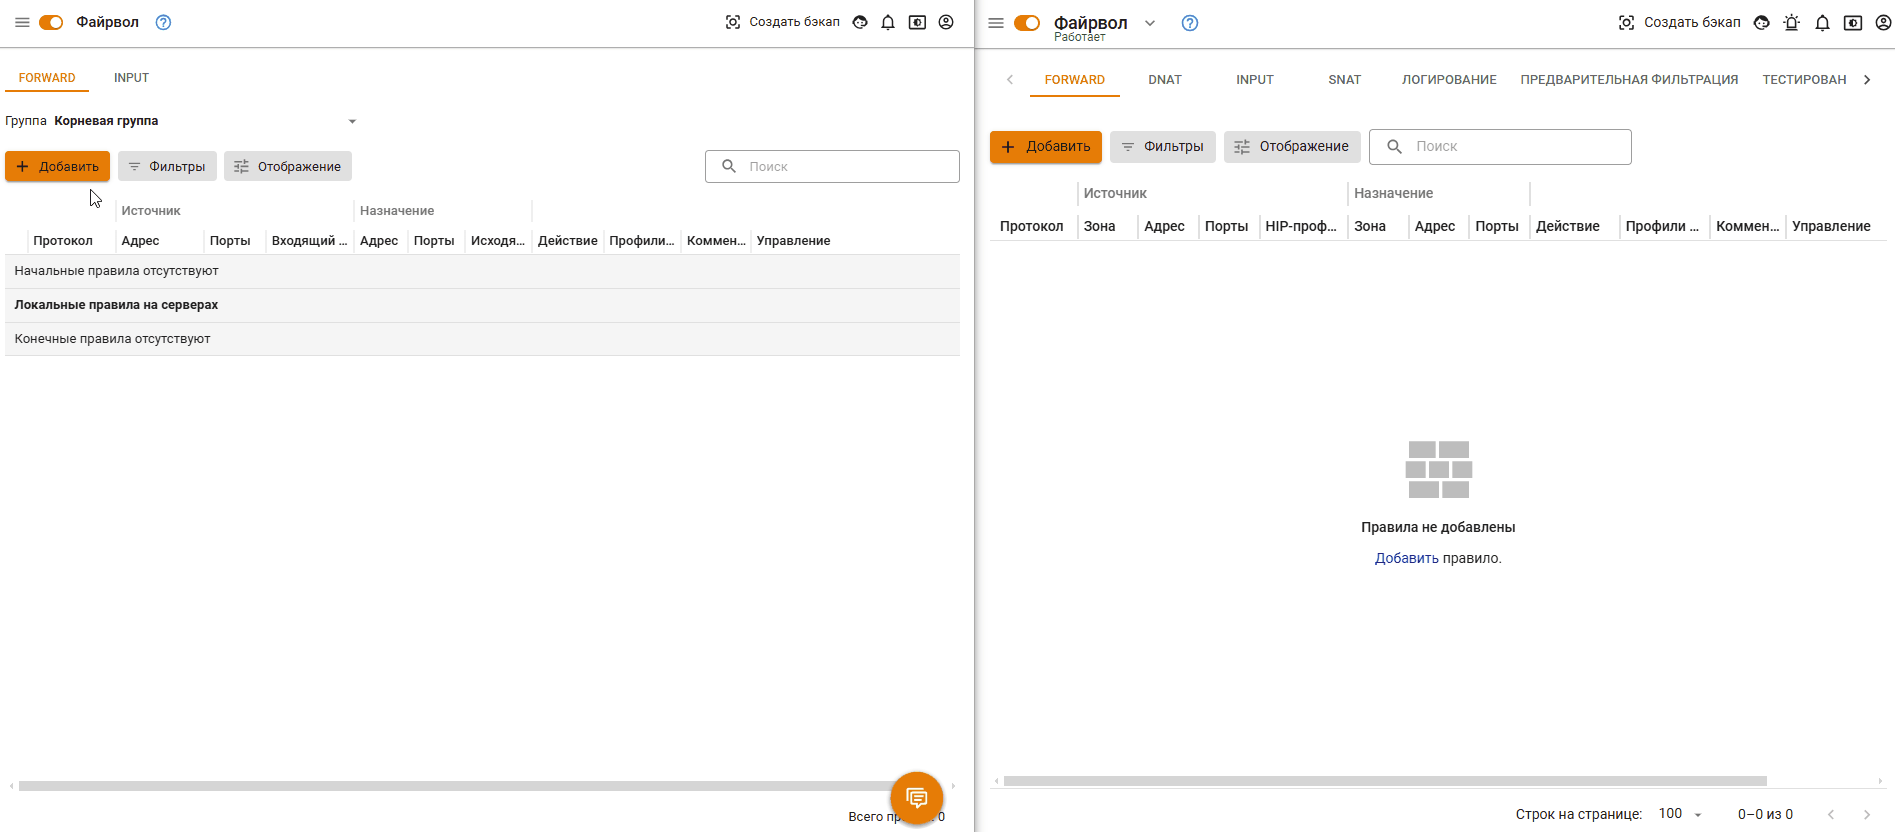 Файрвол
Создать бэкап
FORWARD INPUT
Группа Корневая группа
Добавить Фильтры Отображение Поиск
Источник Назначение
Протокол Адрес Порты Входящий ... Адрес Порты Исходя... Действие Профили... Коммен... Управление
Начальные правила отсутствуют
Локальные правила на серверах
Конечные правила отсутствуют
Всего 0
Файрвол
Работает
Создать бэкап
FORWARD DNAT INPUT SNAT ЛОГИРОВАНИЕ ПРЕДВАРИТЕЛЬНАЯ ФИЛЬТРАЦИЯ ТЕСТИРОВАН
Добавить Фильтры Отображение Поиск
Источник Назначение
Протокол Зона Адрес Порты HIP-проф... Зона Адрес Порты Действие Профили ... Коммен... Управление
Правила не добавлены
Добавить правило.
Строк на странице: 100 0–0 из 0